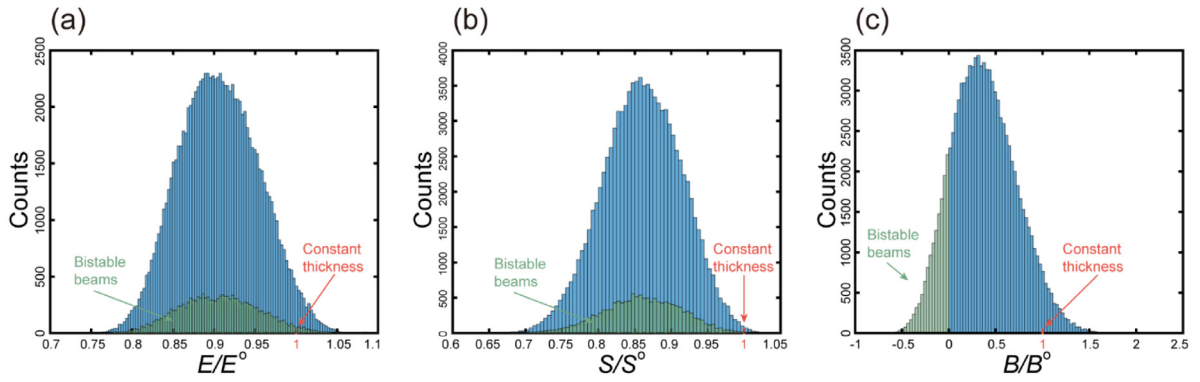 (a)
Counts
2500
2000
1500
1000
500
0
Bistable
beams
Constant
thickness
0.7 0.75 0.8 0.85 0.9 0.95 1 1.05 1.1
E/E°
(b)
Counts
4000
3500
3000
2500
2000
1500
1000
500
0
Bistable
beams
Constant
thickness
0.6 0.65 0.7 0.75 0.8 0.85 0.9 0.95 1 1.05
S/S°
(c)
Counts
3500
3000
2500
2000
1500
1000
500
0
Bistable
beams
Constant
thickness
-1 -0.5 0 0.5 1 1.5 2 2.5
B/B°